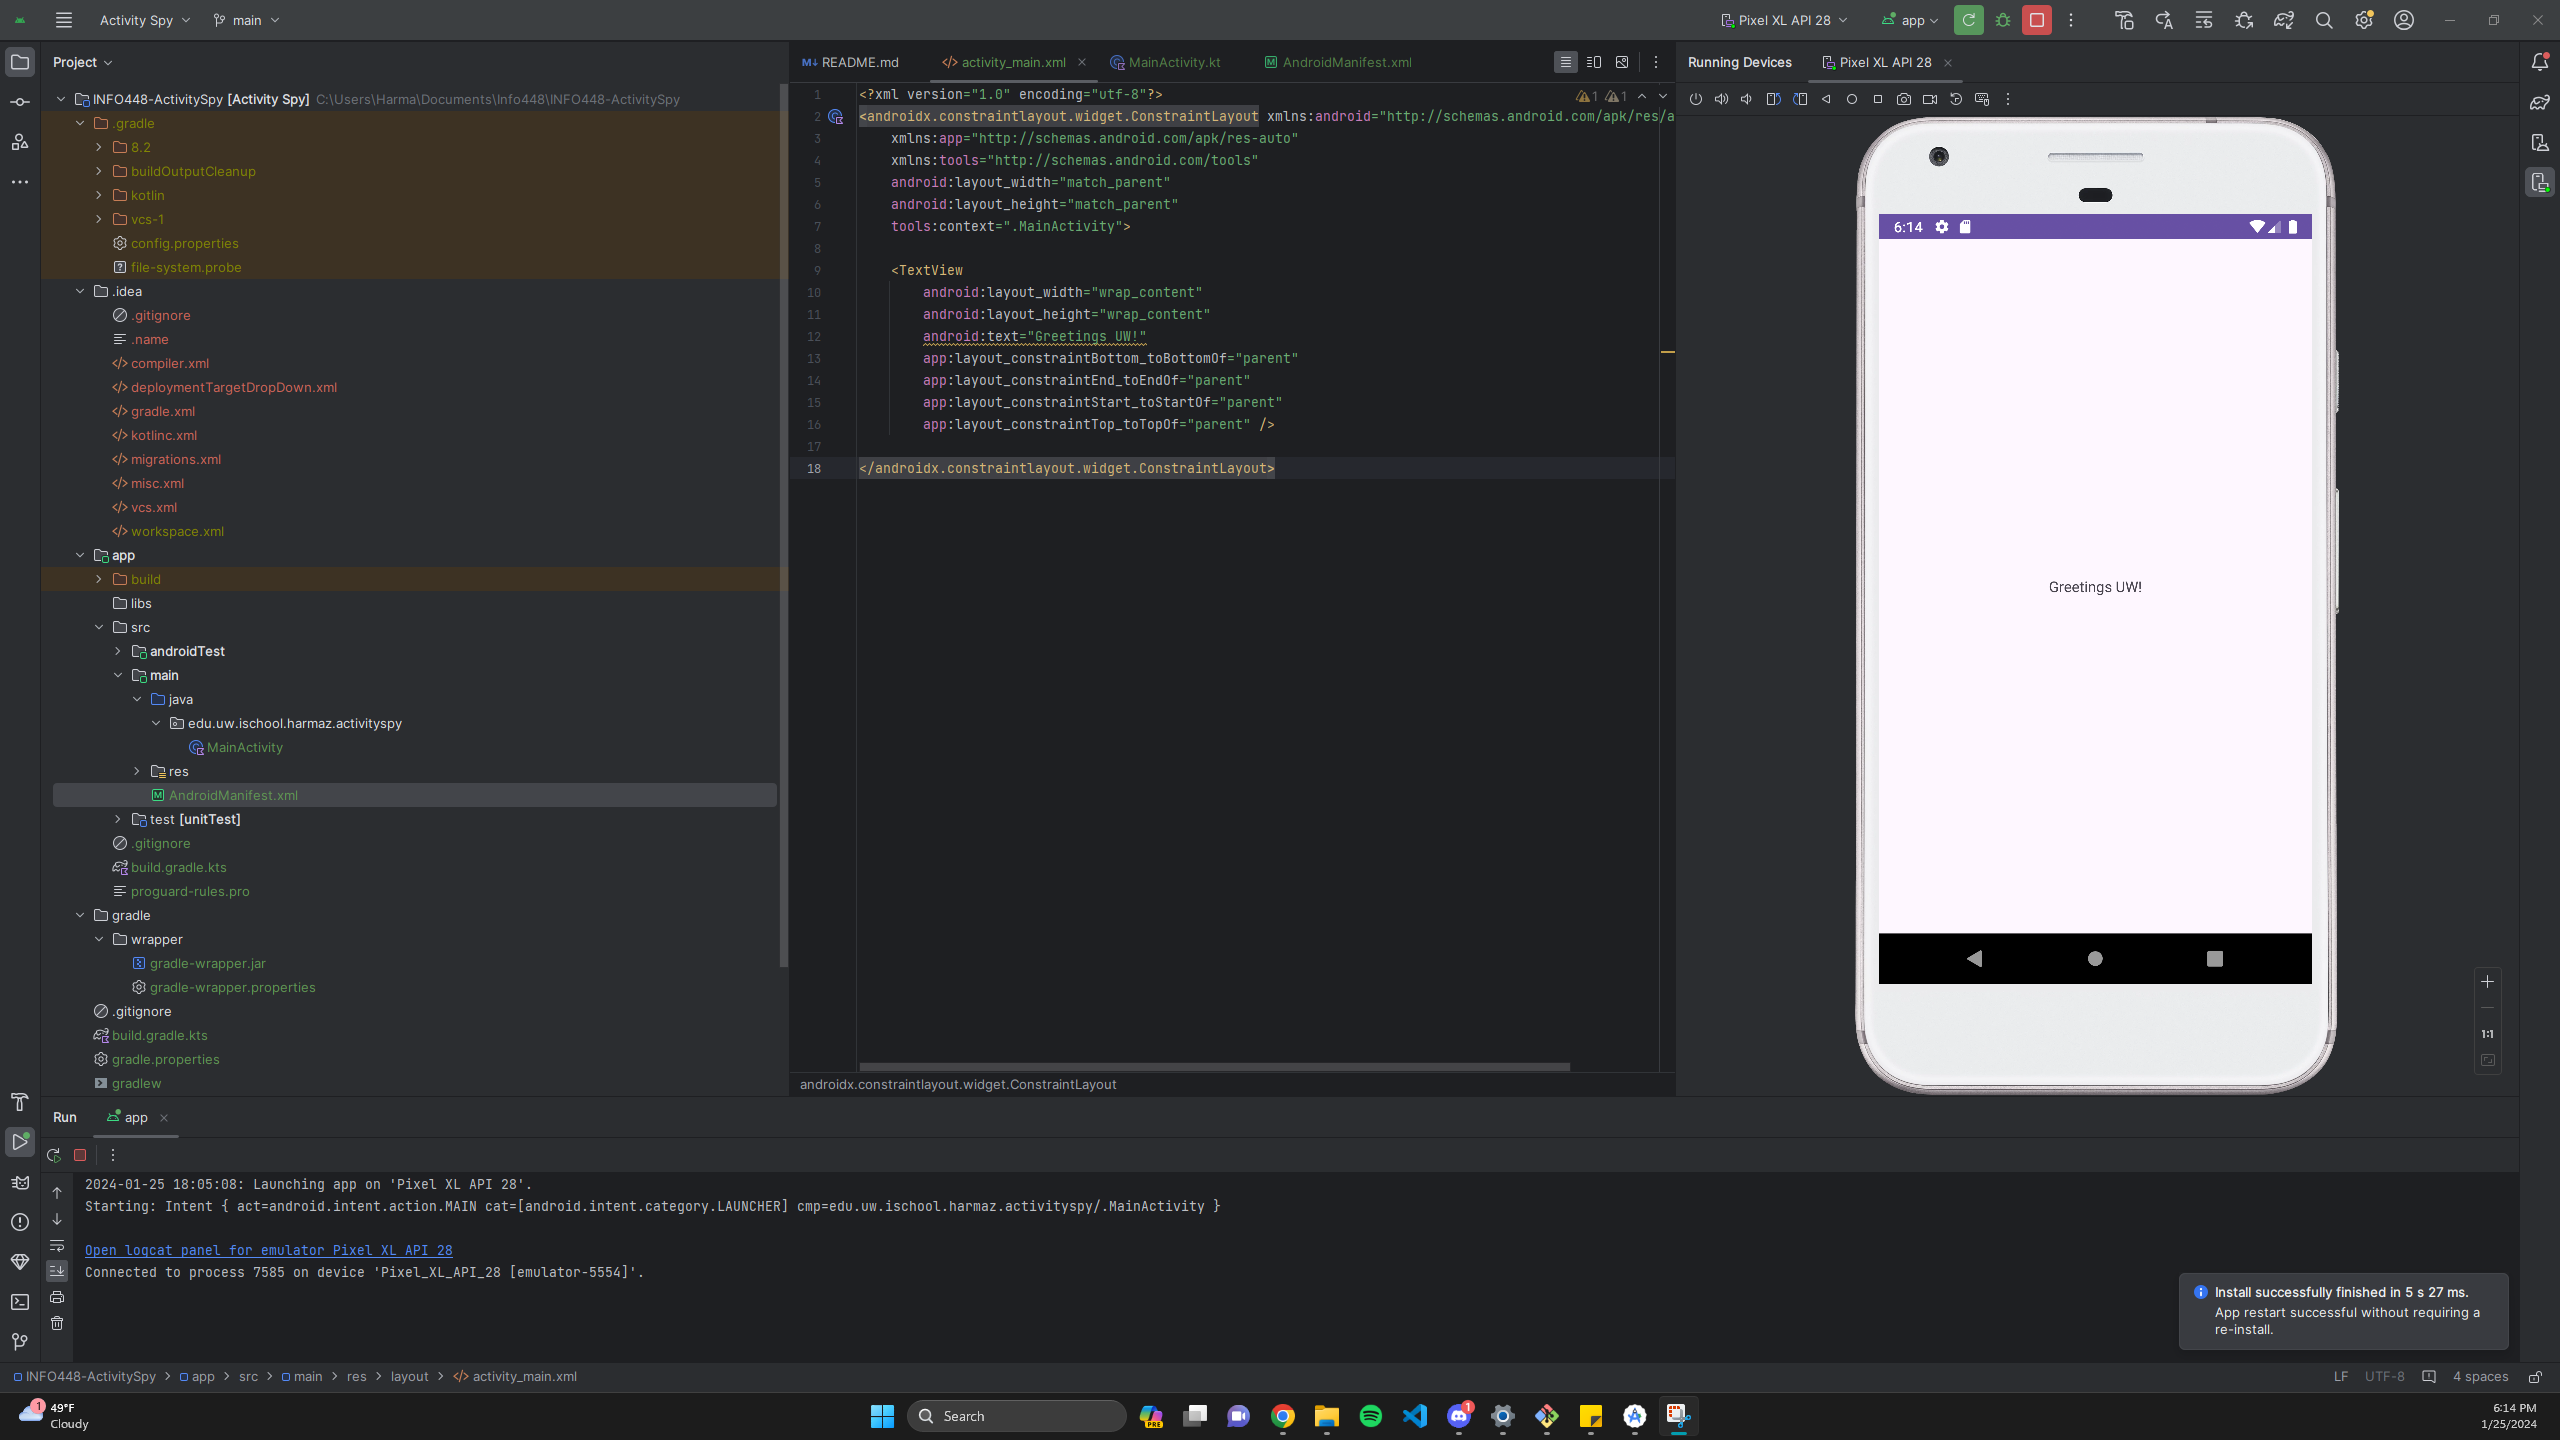 Activity Spy
main
Pixel XL API 28
app
Project
README.md
activity_main.xml
MainActivity.kt
AndroidManifest.xml
Running Devices
Pixel XL API 28
INFO448-ActivitySpy [Activity Spy] C:\Users\Harma\Documents\Info448\INFO448-ActivitySpy
.gradle
8.2
buildOutputCleanup
kotlin
vcs-1
config.properties
file-system.probe
.idea
.gitignore
.name
compiler.xml
deploymentTargetDropDown.xml
gradle.xml
kotlinc.xml
migrations.xml
misc.xml
vcs.xml
workspace.xml
app
build
libs
src
androidTest
main
java
edu.uw.ischool.harmaz.activityspy
MainActivity
res
AndroidManifest.xml
test [unitTest]
.gitignore
build.gradle.kts
proguard-rules.pro
gradle
wrapper
gradle-wrapper.jar
gradle-wrapper.properties
.gitignore
build.gradle.kts
gradle.properties
gradlew
1 <?xml version="1.0" encoding="utf-8"?>
1 1
2 <androidx.constraintlayout.widget.ConstraintLayout xmlns:android="http://schemas.android.com/apk/res/a
3 xmlns:app="http://schemas.android.com/apk/res-auto"
4 xmlns:tools="http://schemas.android.com/tools"
5 android:layout_width="match_parent"
6 android:layout_height="match_parent"
7 tools:context=".MainActivity">
8
9 <TextView
10 android:layout_width="wrap_content"
11 android:layout_height="wrap_content"
12 android:text="Greetings UW!"
13 app:layout_constraintBottom_toBottomOf="parent"
14 app:layout_constraintEnd_toEndOf="parent"
15 app:layout_constraintStart_toStartOf="parent"
16 app:layout_constraintTop_toTopOf="parent" />
17
18 </androidx.constraintlayout.widget.ConstraintLayout>
androidx.constraintlayout.widget.ConstraintLayout
6:14
Greetings UW!
1:1
Run
app
2024-01-25 18:05:08: Launching app on 'Pixel XL API 28'.
Starting: Intent { act=android.intent.action.MAIN cat=[android.intent.category.LAUNCHER] cmp=edu.uw.ischool.harmaz.activityspy/.MainActivity }
Open logcat panel for emulator Pixel XL API 28
Connected to process 7585 on device 'Pixel_XL_API_28 [emulator-5554]'.
Install successfully finished in 5 s 27 ms.
App restart successful without requiring a
re-install.
INFO448-ActivitySpy > app > src > main > res > layout > activity_main.xml
LF UTF-8 4 spaces
1
49°F
Cloudy
Search
PRE
1
6:14 PM
1/25/2024